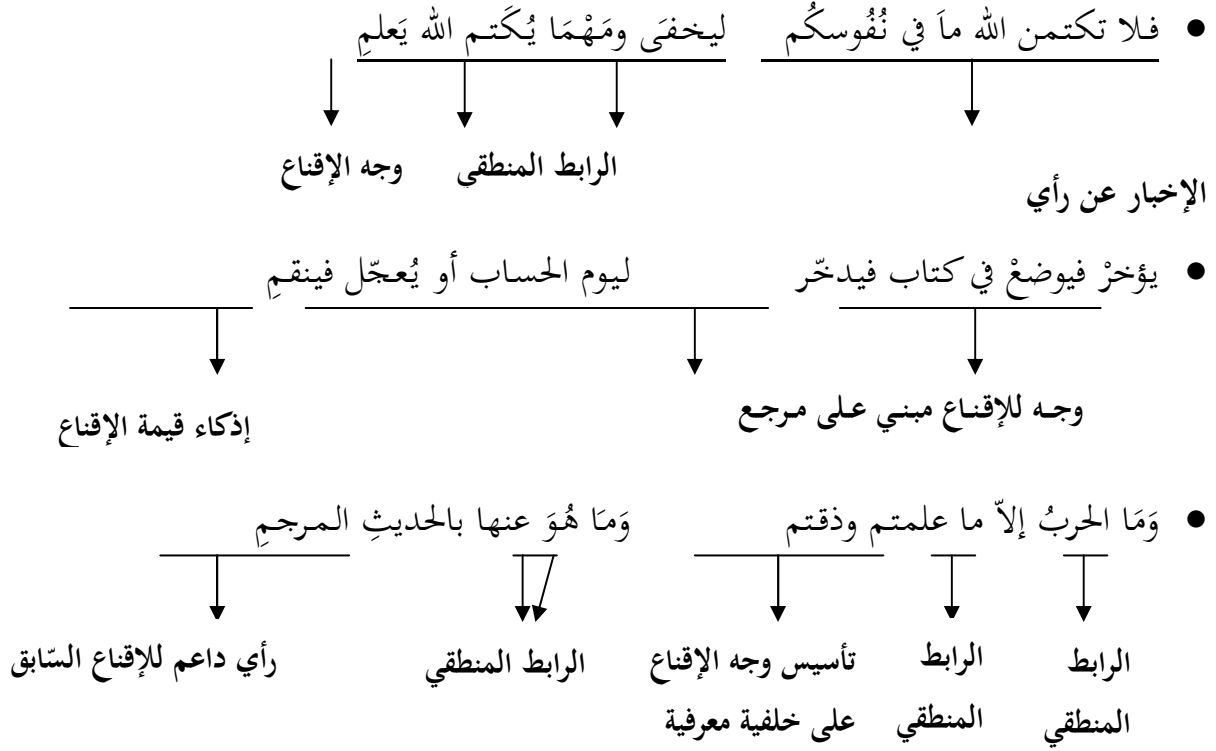 ● فلا تكتمن الله ماَ في نُفُوسكُم ليخفَى ومَهْمَا يُكَتم الله يَعلمِ
الرابط المنطقي وجه الإقناع
الإخبار عن رأي
● يؤخرْ فيوضعْ في كتاب فيدخّر ليوم الحساب أو يُعجّل فينقمِ
وجه للإقناع مبني على مرجع إذكاء قيمة الإقناع
● وَمَا الحربُ إلاّ ما علمتم وذقتم وَمَا هُوَ عنها بالحديثِ المرجمِ
الرابط الرابط تأسيس وجه الإقناع الرابط المنطقي رأي داعم للإقناع السّابق
المنطقي المنطقي على خلفية معرفية